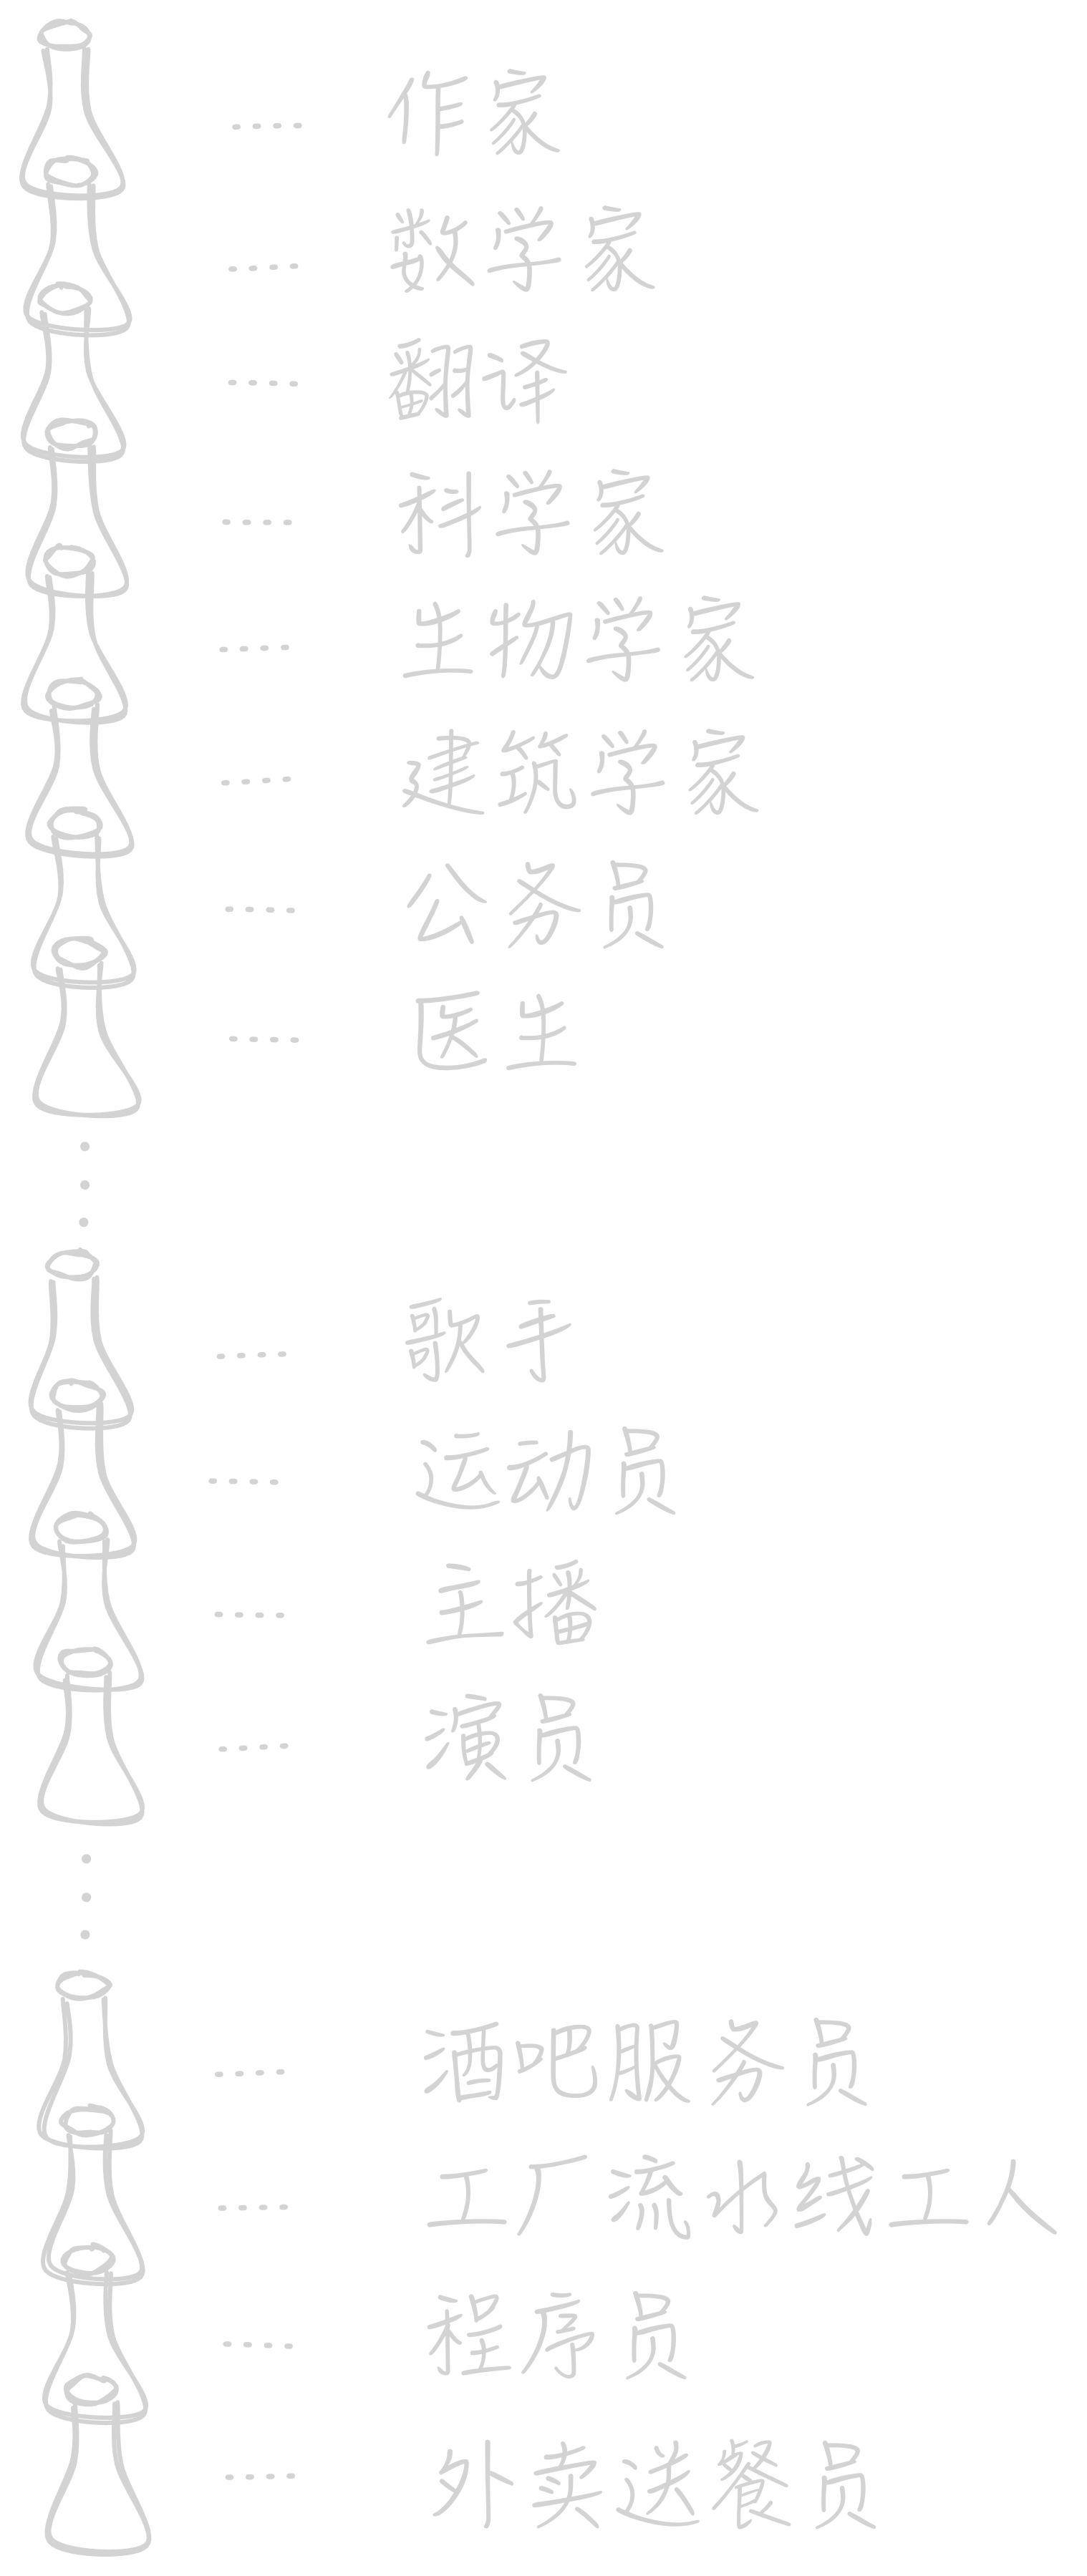 作家
数学家
翻译
科学家
生物学家
建筑学家
公务员
医生
歌手
运动员
主播
演员
酒吧服务员
工厂流水线工人
程序员
外卖送餐员